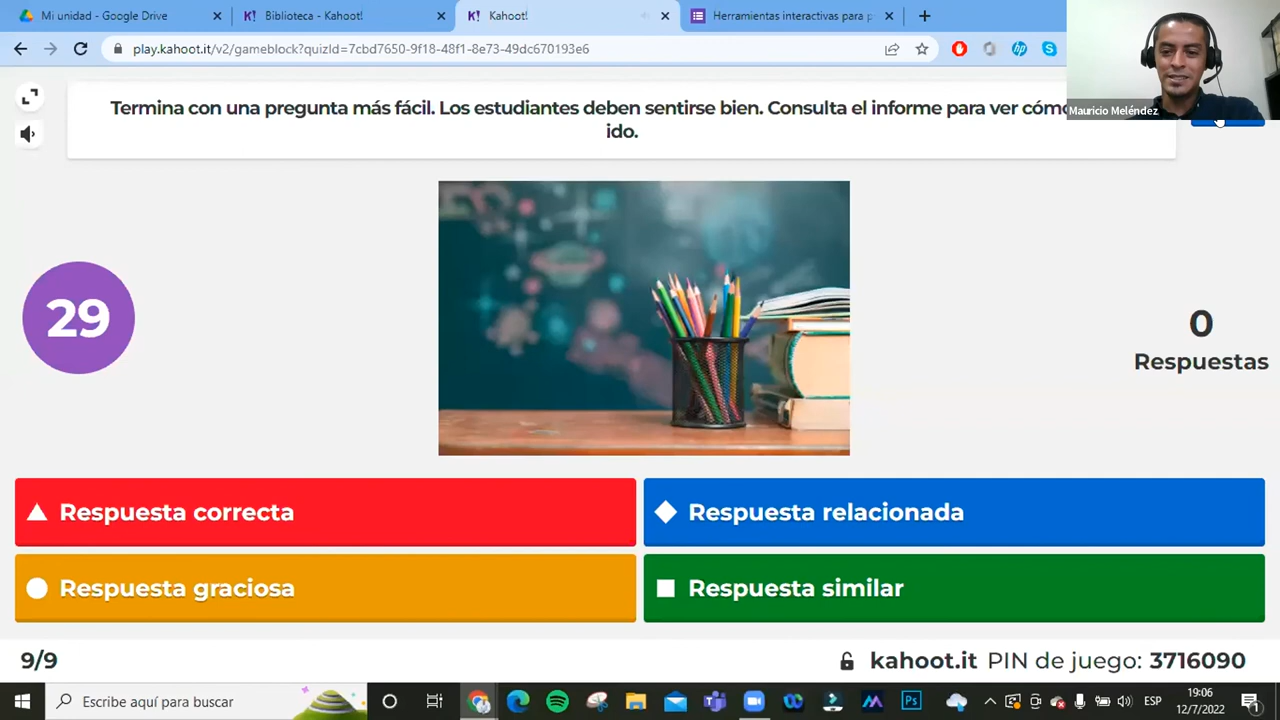 Mi unidad - Google Drive
Biblioteca - Kahoot!
Kahoot!
Herramientas interactivas para p
play.kahoot.it/v2/gameblock?quizId=7cbd7650-9f18-48f1-8e73-49dc670193e6
Mauricio Meléndez
Termina con una pregunta más fácil. Los estudiantes deben sentirse bien. Consulta el informe para ver cómo
ido.
29
0
Respuestas
Respuesta correcta
Respuesta relacionada
Respuesta graciosa
Respuesta similar
9/9
kahoot.it PIN de juego: 3716090
Escribe aquí para buscar
ESP
19:06
12/7/2022